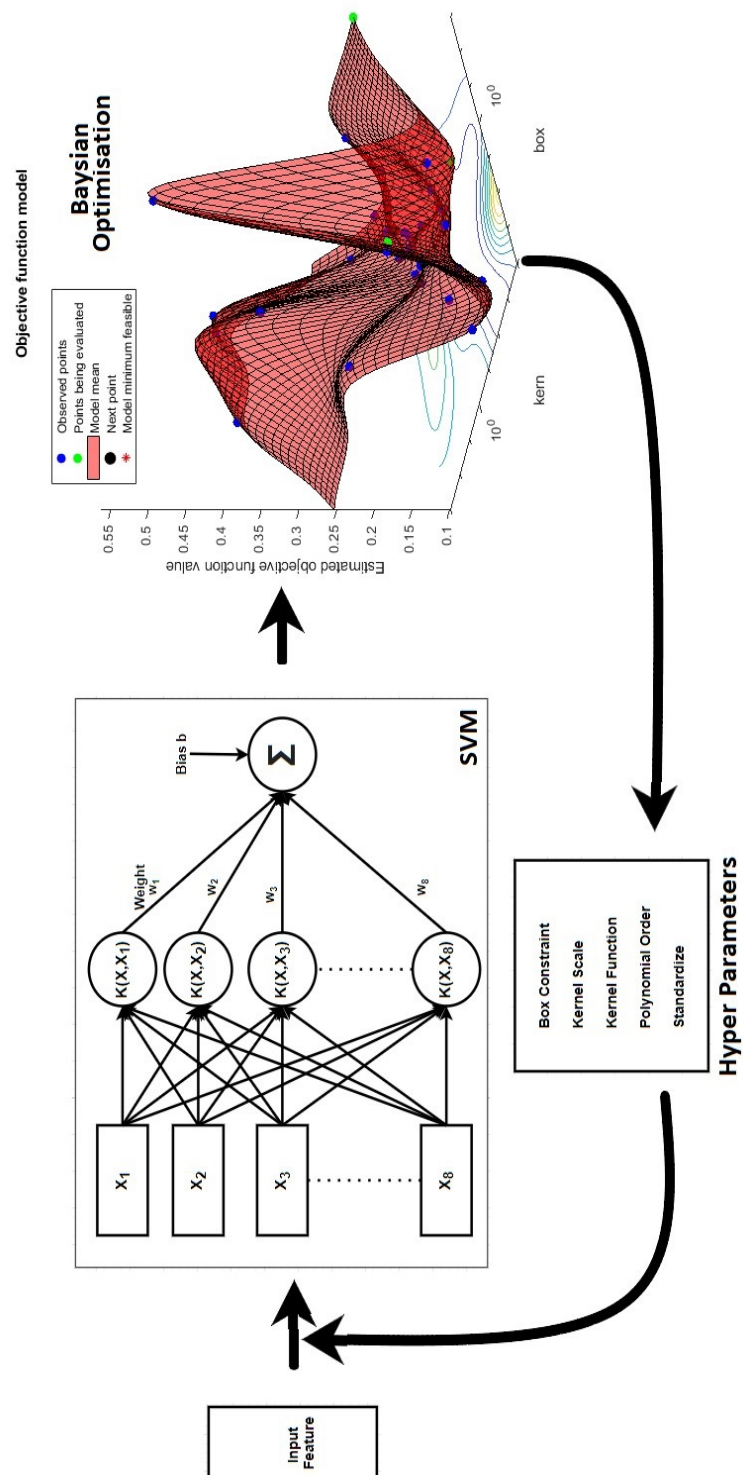 Input
Feature
X1
X2
X3
X8
K(X,X1)
K(X,X2)
K(X,X3)
K(X,X8)
Weight
w1
w2
w3
w8
Bias b
Σ
SVM
Objective function model
Baysian
Optimisation
Observed points
Points being evaluated
Model mean
Next point
Model minimum feasible
Estimated objective function value
0.55
0.5
0.45
0.4
0.35
0.3
0.25
0.2
0.15
0.1
10⁰
kern
10⁰
box
Box Constraint
Kernel Scale
Kernel Function
Polynomial Order
Standardize
Hyper Parameters